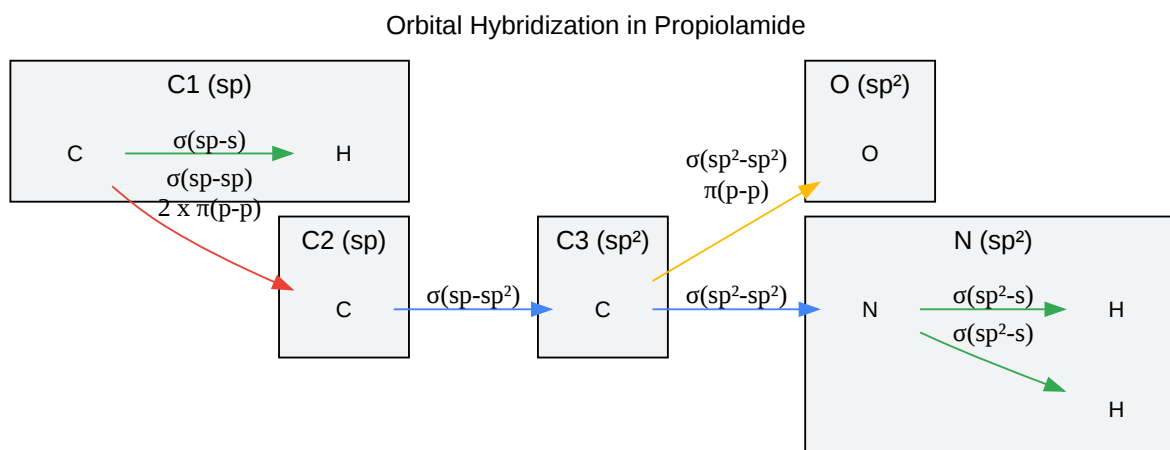 Orbital Hybridization in Propiolamide
C1 (sp)
C
σ(sp-s)
H
σ(sp-sp)
2 x π(p-p)
C2 (sp)
C
σ(sp-sp²)
C3 (sp²)
C
σ(sp²-sp²)
π(p-p)
O (sp²)
O
σ(sp²-sp²)
N (sp²)
N
σ(sp²-s)
H
σ(sp²-s)
H